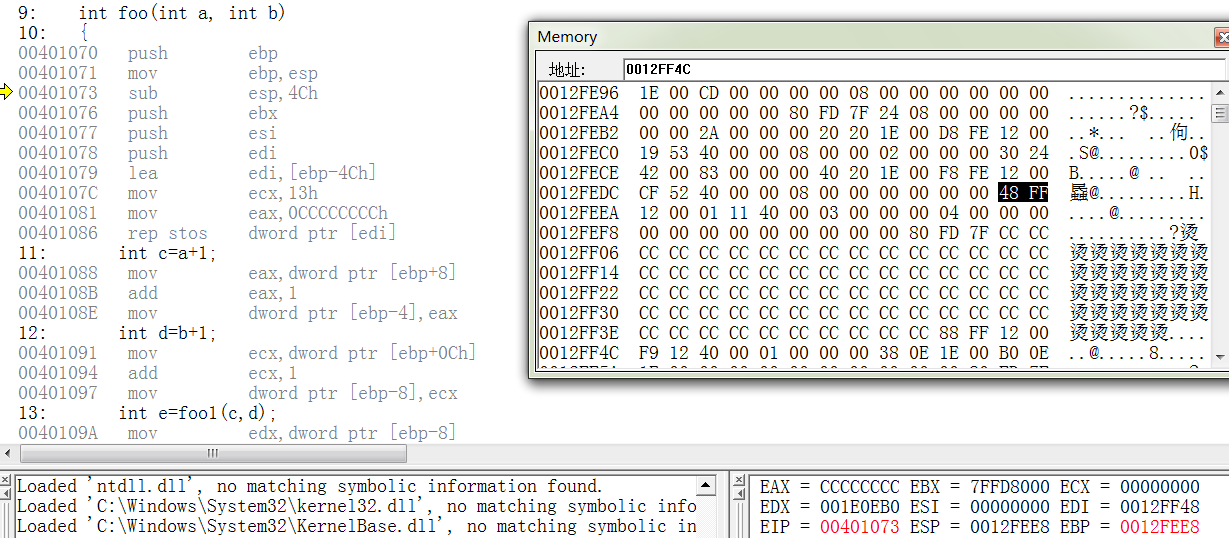 9: int foo(int a, int b)
10: {
00401070 push ebp
00401071 mov ebp,esp
00401073 sub esp,4Ch
00401076 push ebx
00401077 push esi
00401078 push edi
00401079 lea edi,[ebp-4Ch]
0040107C mov ecx,13h
00401081 mov eax,0CCCCCCCCh
00401086 rep stos dword ptr [edi]
11: int c=a+1;
00401088 mov eax,dword ptr [ebp+8]
0040108B add eax,1
0040108E mov dword ptr [ebp-4],eax
12: int d=b+1;
00401091 mov ecx,dword ptr [ebp+0Ch]
00401094 add ecx,1
00401097 mov dword ptr [ebp-8],ecx
13: int e=foo1(c,d);
0040109A mov edx,dword ptr [ebp-8]
Memory
地址: 0012FF4C
0012FE96 1E 00 CD 00 00 00 00 08 00 00 00 00 00 00 ..............
0012FEA4 00 00 00 00 00 80 FD 7F 24 08 00 00 00 00 ......?$.....
0012FEB2 00 00 2A 00 00 00 20 20 1E 00 D8 FE 12 00 ..*... ..佝..
0012FEC0 19 53 40 00 00 08 00 00 02 00 00 00 30 24 .S@.........0$
0012FECE 42 00 83 00 00 00 40 20 1E 00 F8 FE 12 00 B.....@ .. ..
0012FEDC CF 52 40 00 00 08 00 00 00 00 00 00 48 FF 蟁@.........H.
0012FEEA 12 00 01 11 40 00 03 00 00 00 04 00 00 00 ....@.........
0012FEF8 00 00 00 00 00 00 00 00 00 80 FD 7F CC CC ..........?烫
0012FF06 CC CC CC CC CC CC CC CC CC CC CC CC CC CC 烫烫烫烫烫烫烫
0012FF14 CC CC CC CC CC CC CC CC CC CC CC CC CC CC 烫烫烫烫烫烫烫
0012FF22 CC CC CC CC CC CC CC CC CC CC CC CC CC CC 烫烫烫烫烫烫烫
0012FF30 CC CC CC CC CC CC CC CC CC CC CC CC CC CC 烫烫烫烫烫烫烫
0012FF3E CC CC CC CC CC CC CC CC CC CC 88 FF 12 00 烫烫烫烫烫....
0012FF4C F9 12 40 00 01 00 00 00 38 0E 1E 00 B0 0E ..@.....8.....
Loaded 'ntdll.dll', no matching symbolic information found.
Loaded 'C:\Windows\System32\kernel32.dll', no matching symbolic info
Loaded 'C:\Windows\System32\KernelBase.dll', no matching symbolic in
EAX = CCCCCCCC EBX = 7FFD8000 ECX = 00000000
EDX = 001E0EB0 ESI = 00000000 EDI = 0012FF48
EIP = 00401073 ESP = 0012FEE8 EBP = 0012FEE8